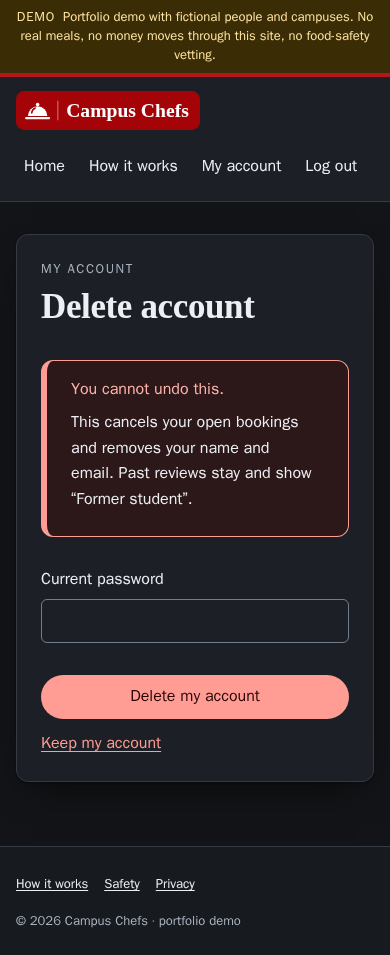 DEMO Portfolio demo with fictional people and campuses. No
real meals, no money moves through this site, no food-safety
vetting.
Campus Chefs
Home How it works My account Log out
MY ACCOUNT
Delete account
You cannot undo this.
This cancels your open bookings
and removes your name and
email. Past reviews stay and show
“Former student”.
Current password
Delete my account
Keep my account
How it works Safety Privacy
© 2026 Campus Chefs · portfolio demo